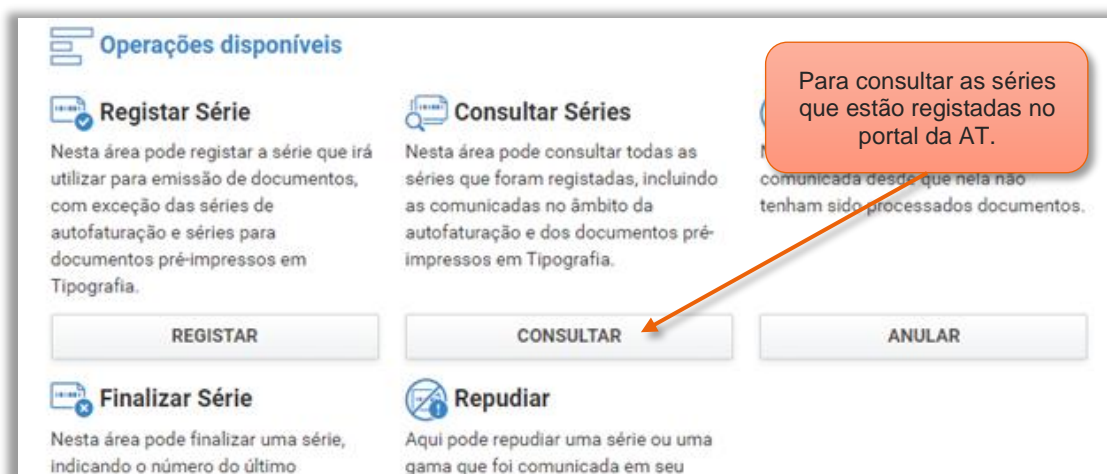 Operações disponíveis
Para consultar as séries
que estão registadas no
portal da AT.
Registar Série
Nesta área pode registar a série que irá
utilizar para emissão de documentos,
com exceção das séries de
autofaturação e séries para
documentos pré-impressos em
Tipografia.
REGISTAR
Consultar Séries
Nesta área pode consultar todas as
séries que foram registadas, incluindo
as comunicadas no âmbito da
autofaturação e dos documentos pré-
impressos em Tipografia.
CONSULTAR
comunicada desde que nela não
tenham sido processados documentos.
ANULAR
Finalizar Série
Nesta área pode finalizar uma série,
indicando o número do último
Repudiar
Aqui pode repudiar uma série ou uma
gama que foi comunicada em seu